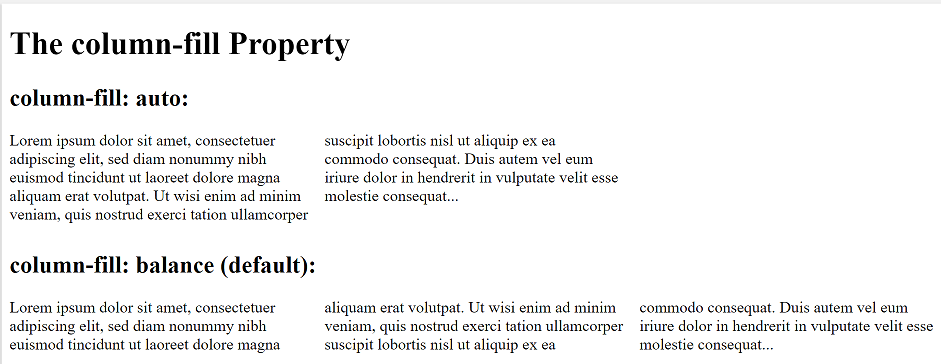 The column-fill Property
column-fill: auto:
Lorem ipsum dolor sit amet, consectetuer
adipiscing elit, sed diam nonummy nibh
euismod tincidunt ut laoreet dolore magna
aliquam erat volutpat. Ut wisi enim ad minim
veniam, quis nostrud exerci tation ullamcorper
suscipit lobortis nisl ut aliquip ex ea
commodo consequat. Duis autem vel eum
iriure dolor in hendrerit in vulputate velit esse
molestie consequat...
column-fill: balance (default):
Lorem ipsum dolor sit amet, consectetuer
adipiscing elit, sed diam nonummy nibh
euismod tincidunt ut laoreet dolore magna
aliquam erat volutpat. Ut wisi enim ad minim
veniam, quis nostrud exerci tation ullamcorper
suscipit lobortis nisl ut aliquip ex ea
commodo consequat. Duis autem vel eum
iriure dolor in hendrerit in vulputate velit esse
molestie consequat...